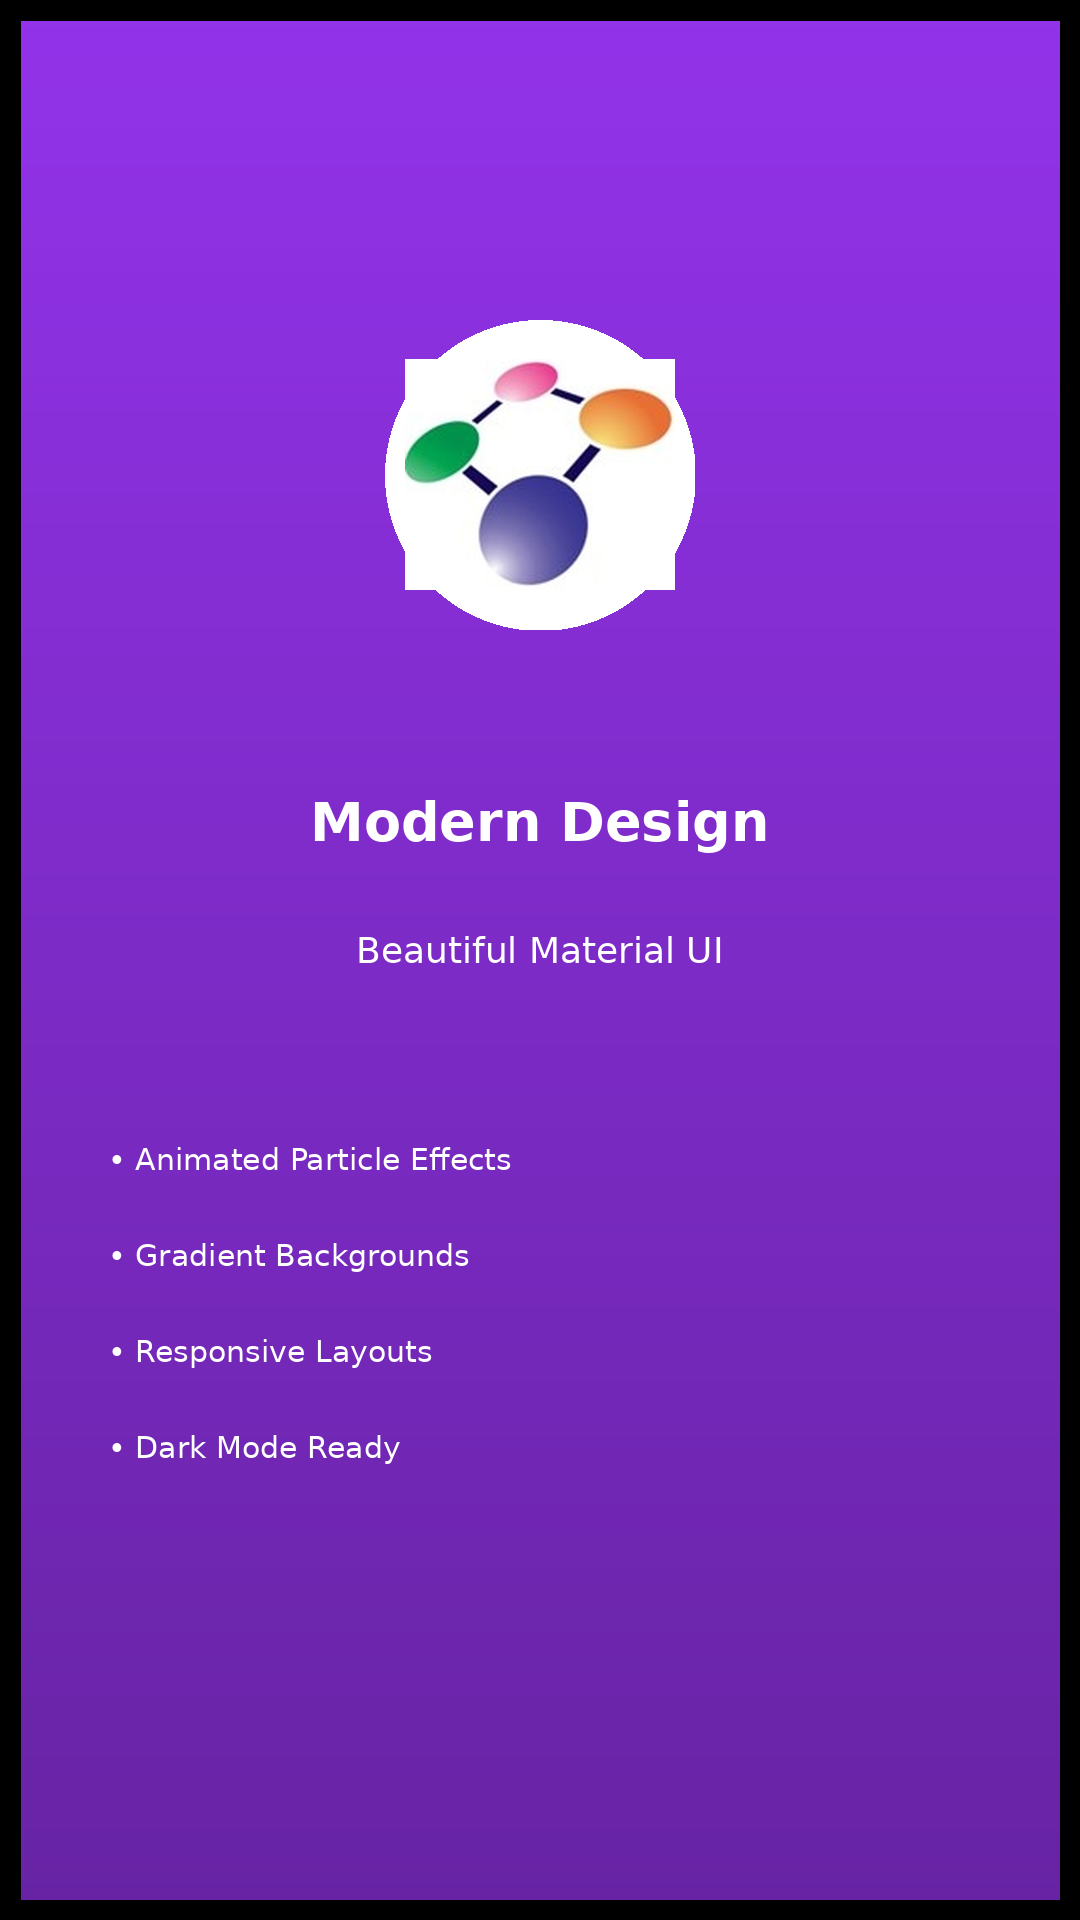 Modern Design
Beautiful Material UI
• Animated Particle Effects
• Gradient Backgrounds
• Responsive Layouts
• Dark Mode Ready